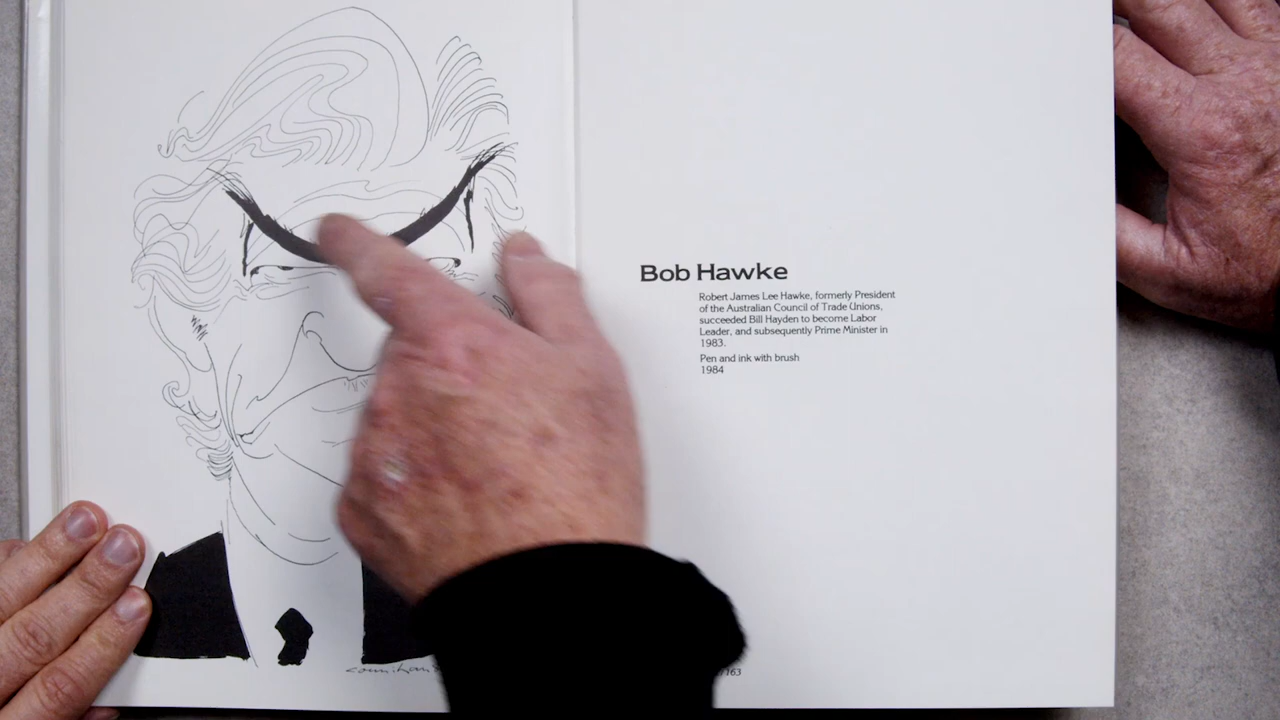 Bob Hawke
Robert James Lee Hawke, formerly President
of the Australian Council of Trade Unions,
succeeded Bill Hayden to become Labor
Leader, and subsequently Prime Minister in
1983.
Pen and ink with brush
1984
163